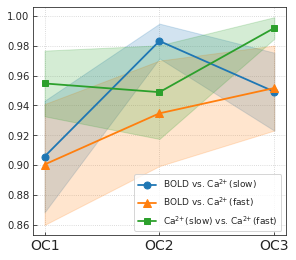 1.00
0.98
0.96
0.94
0.92
0.90
0.88
0.86
BOLD vs. Ca²⁺(slow)
BOLD vs. Ca²⁺(fast)
Ca²⁺(slow) vs. Ca²⁺(fast)
OC1 OC2 OC3